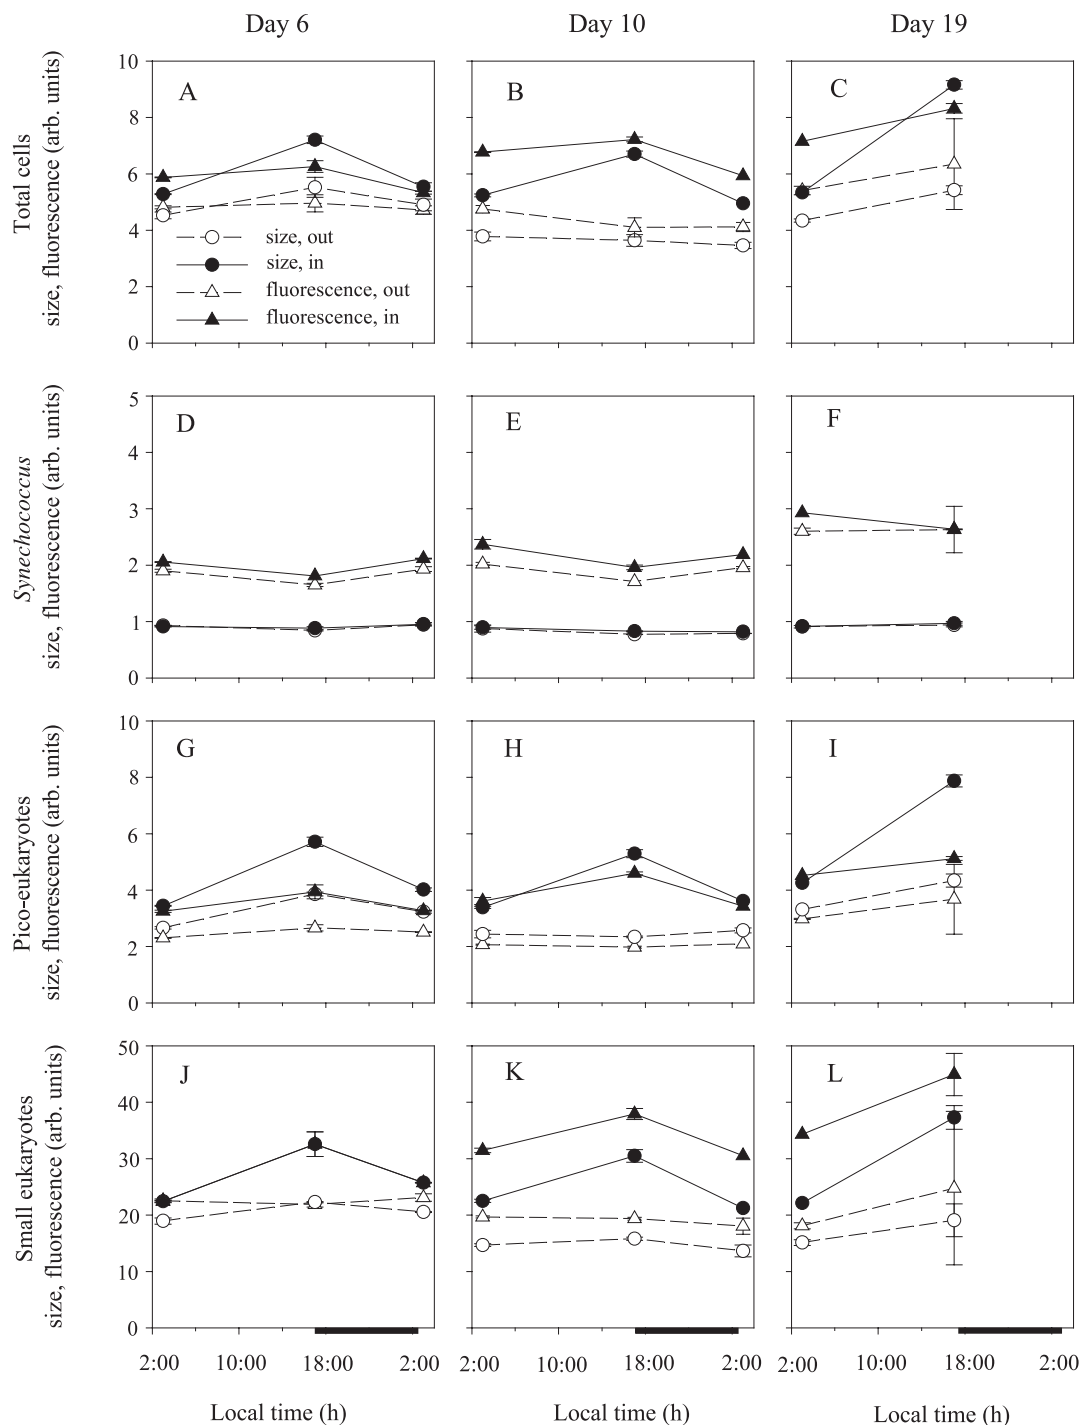 Day 6
Day 10
Day 19
Total cells
size, fluorescence (arb. units)
10
8
6
4
2
0
A
B
C
size, out
size, in
fluorescence, out
fluorescence, in
Synechococcus
size, fluorescence (arb. units)
5
4
3
2
1
0
D
E
F
Pico-eukaryotes
size, fluorescence (arb. units)
10
8
6
4
2
0
G
H
I
Small eukaryotes
size, fluorescence (arb. units)
50
40
30
20
10
0
J
K
L
2:00 10:00 18:00 2:00
2:00 10:00 18:00 2:00
2:00 10:00 18:00 2:00
Local time (h)
Local time (h)
Local time (h)